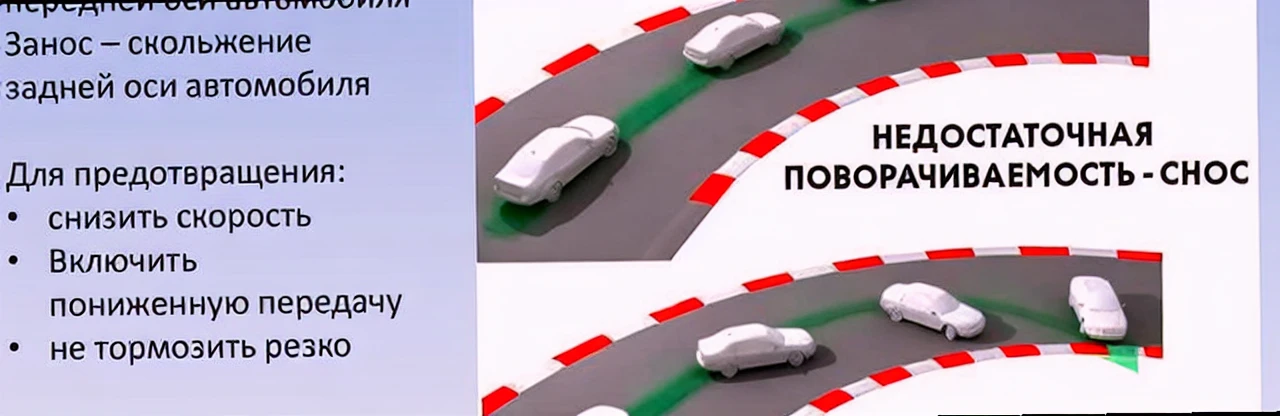 передней оси автомобиля
Занос – скольжение
задней оси автомобиля
Для предотвращения:
• снизить скорость
• Включить
пониженную передачу
• не тормозить резко
НЕДОСТАТОЧНАЯ
ПОВОРАЧИВАЕМОСТЬ - СНОС